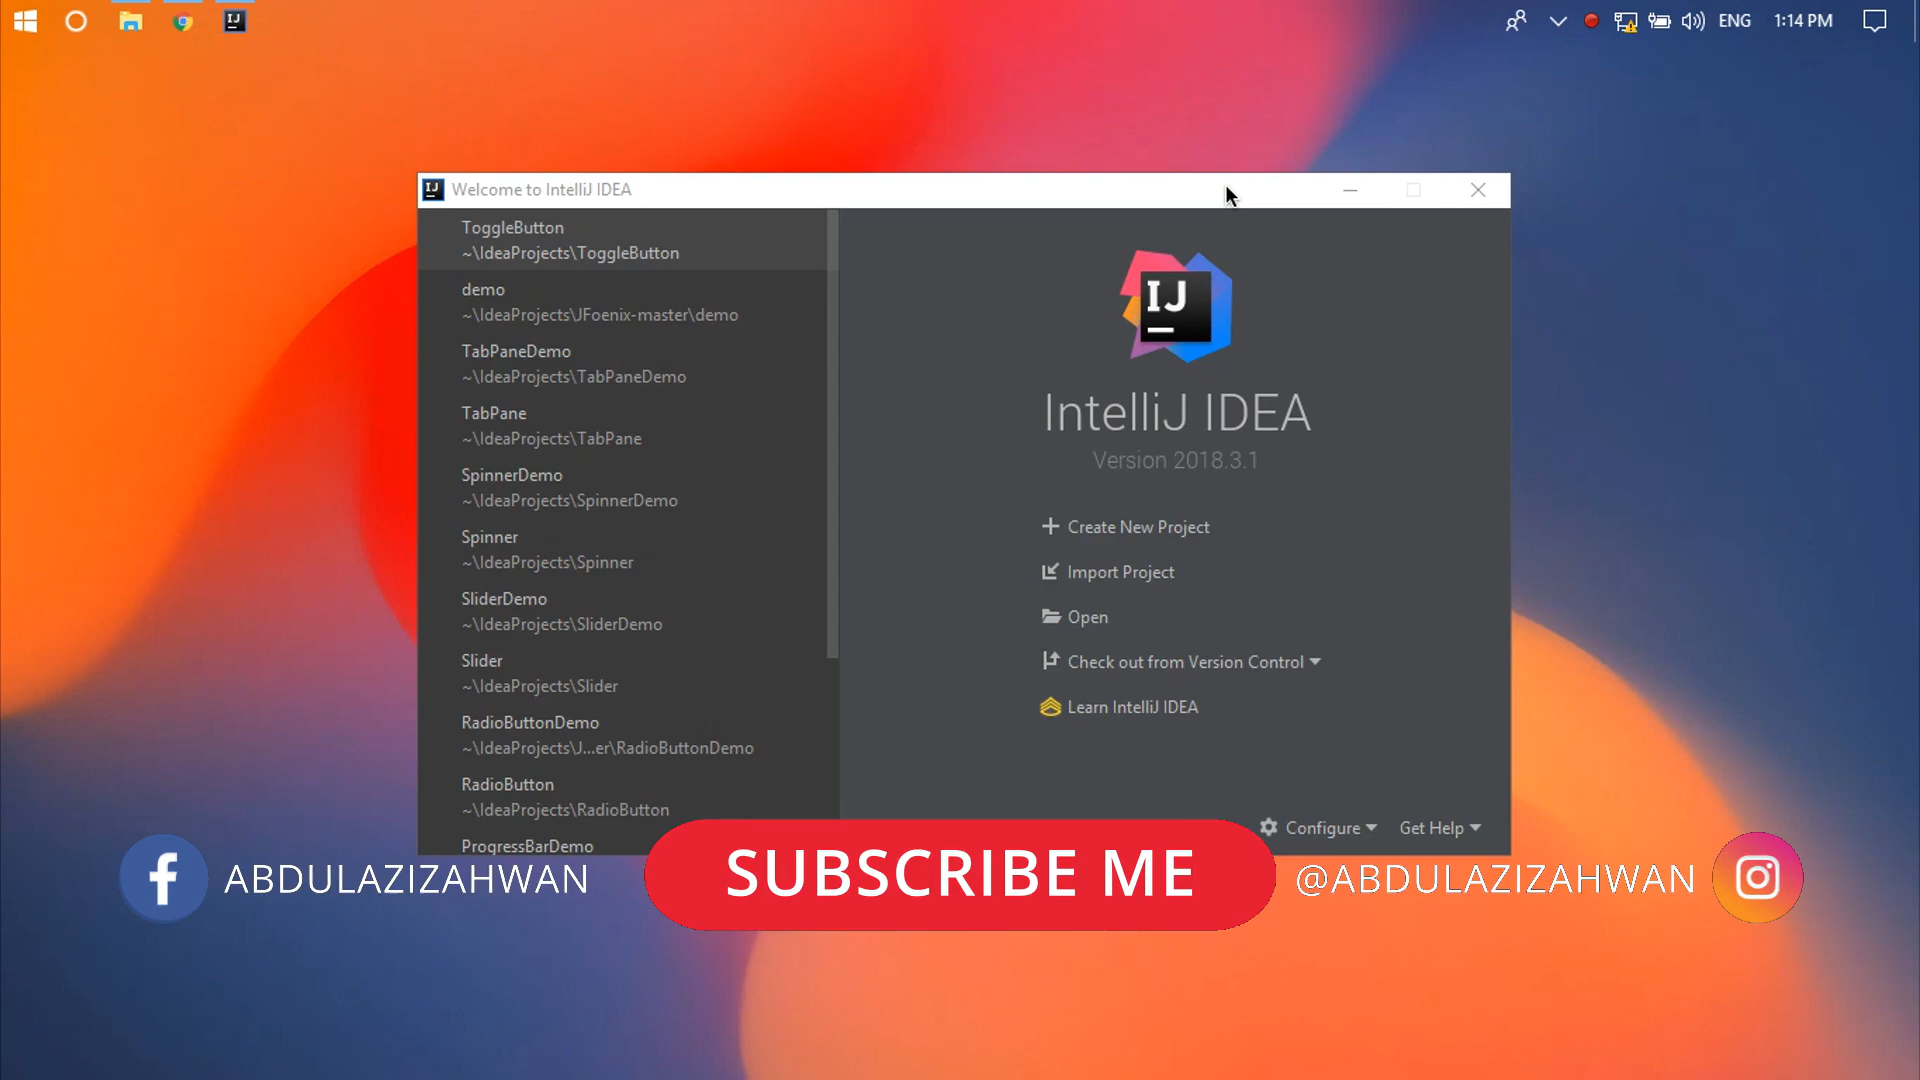 ENG 1:14 PM
IJ Welcome to IntelliJ IDEA
ToggleButton
~\IdeaProjects\ToggleButton
demo
~\IdeaProjects\JFoenix-master\demo
TabPaneDemo
~\IdeaProjects\TabPaneDemo
TabPane
~\IdeaProjects\TabPane
SpinnerDemo
~\IdeaProjects\SpinnerDemo
Spinner
~\IdeaProjects\Spinner
SliderDemo
~\IdeaProjects\SliderDemo
Slider
~\IdeaProjects\Slider
RadioButtonDemo
~\IdeaProjects\J...er\RadioButtonDemo
RadioButton
~\IdeaProjects\RadioButton
ProgressBarDemo
IJ
IntelliJ IDEA
Version 2018.3.1
Create New Project
Import Project
Open
Check out from Version Control
Learn IntelliJ IDEA
Configure Get Help
ABDULAZIZAHWAN
SUBSCRIBE ME
@ABDULAZIZAHWAN